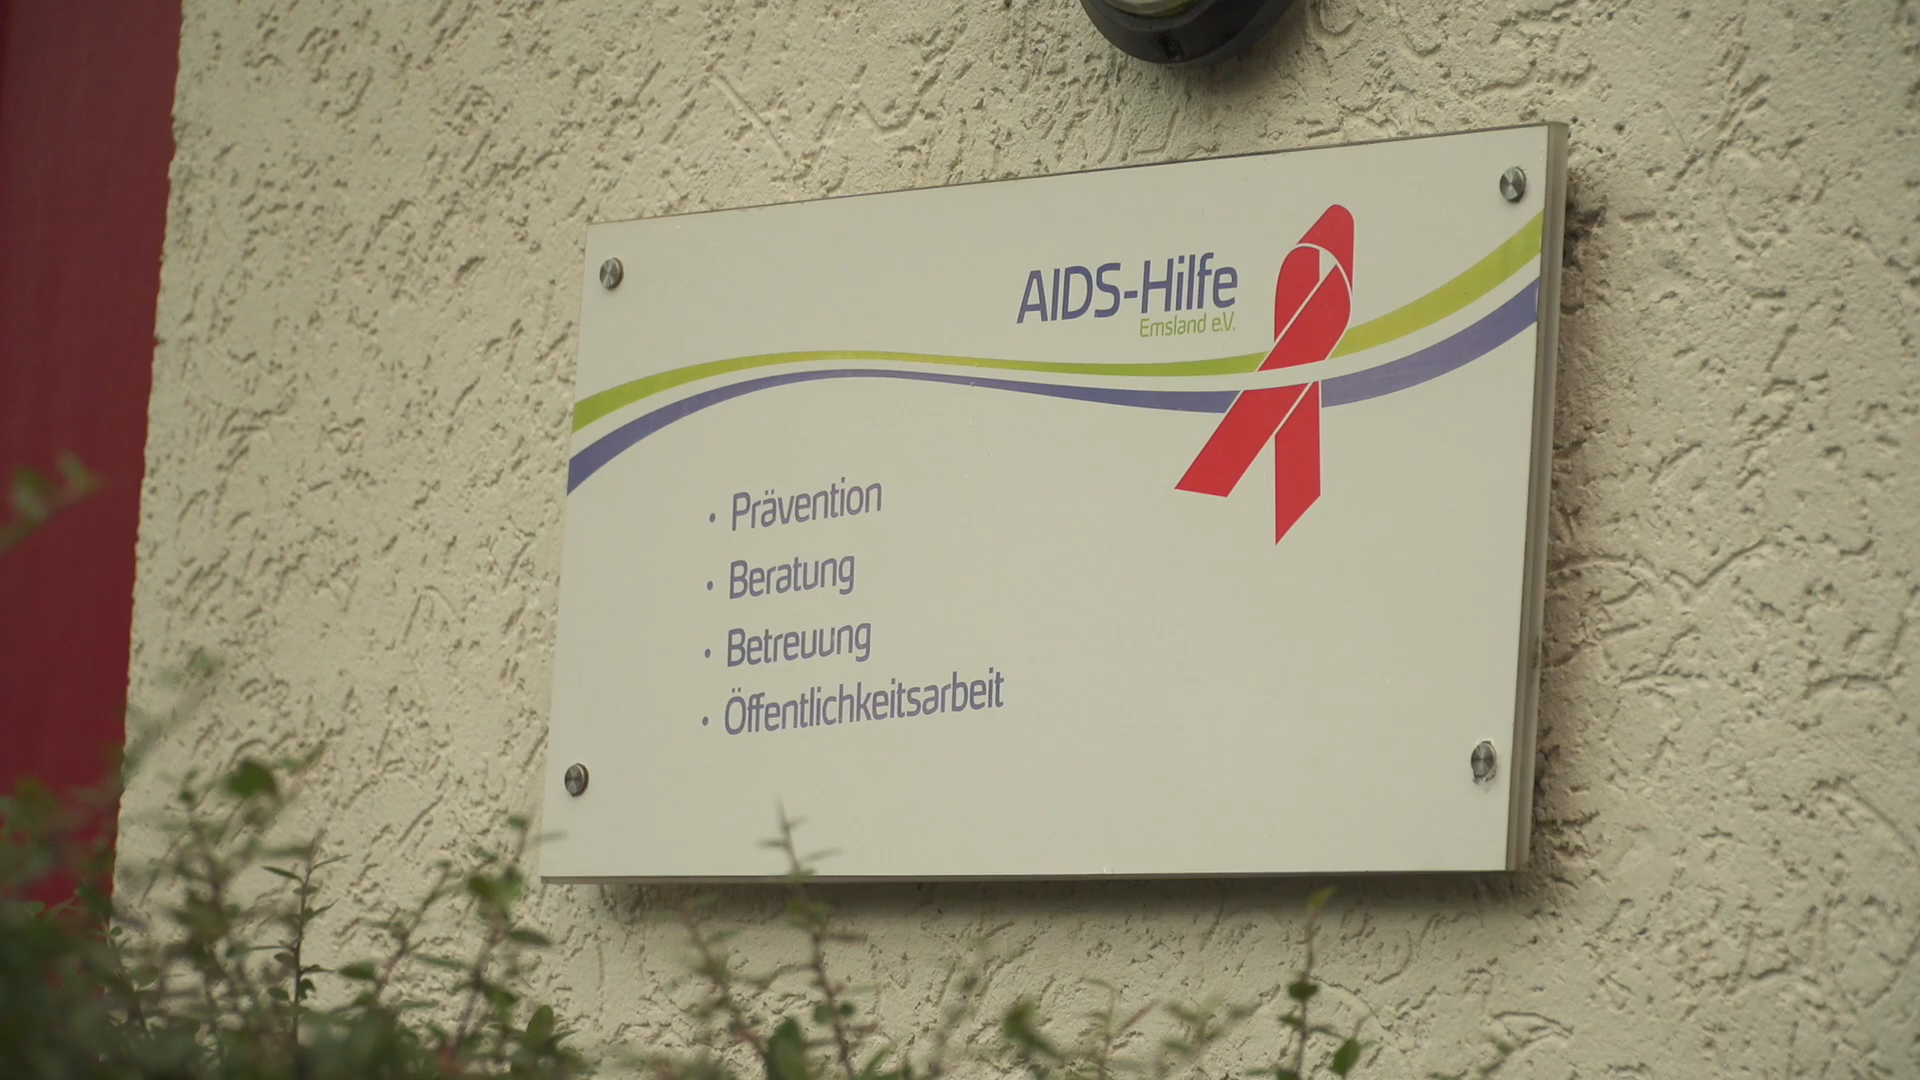 AIDS-Hilfe
Emsland e.V.
• Prävention
• Beratung
• Betreuung
• Öffentlichkeitsarbeit